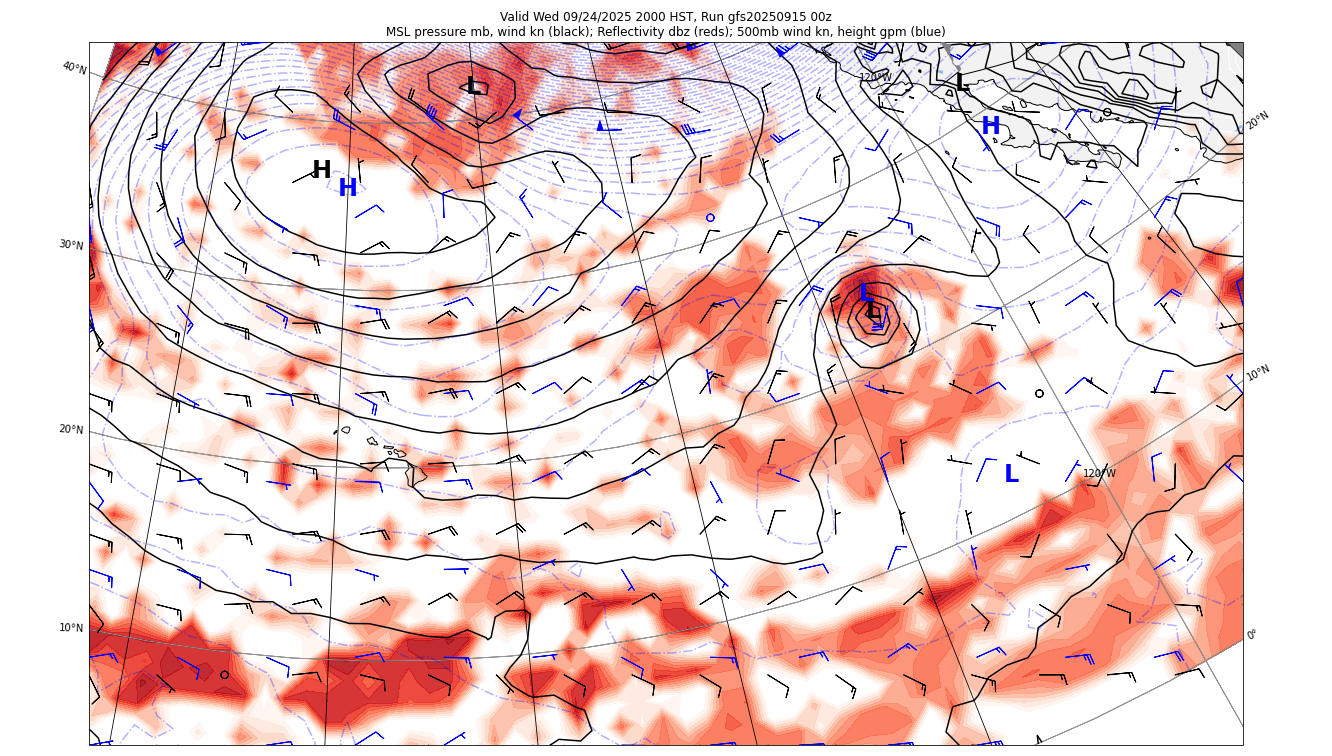 Valid Wed 09/24/2025 2000 HST, Run gfs20250915 00z
MSL pressure mb, wind kn (black); Reflectivity dbz (reds); 500mb wind kn, height gpm (blue)
40°N
120°W
L
L
H
20°N
H
H
30°N
L
L
10°N
20°N
L
120°W
10°N
0°